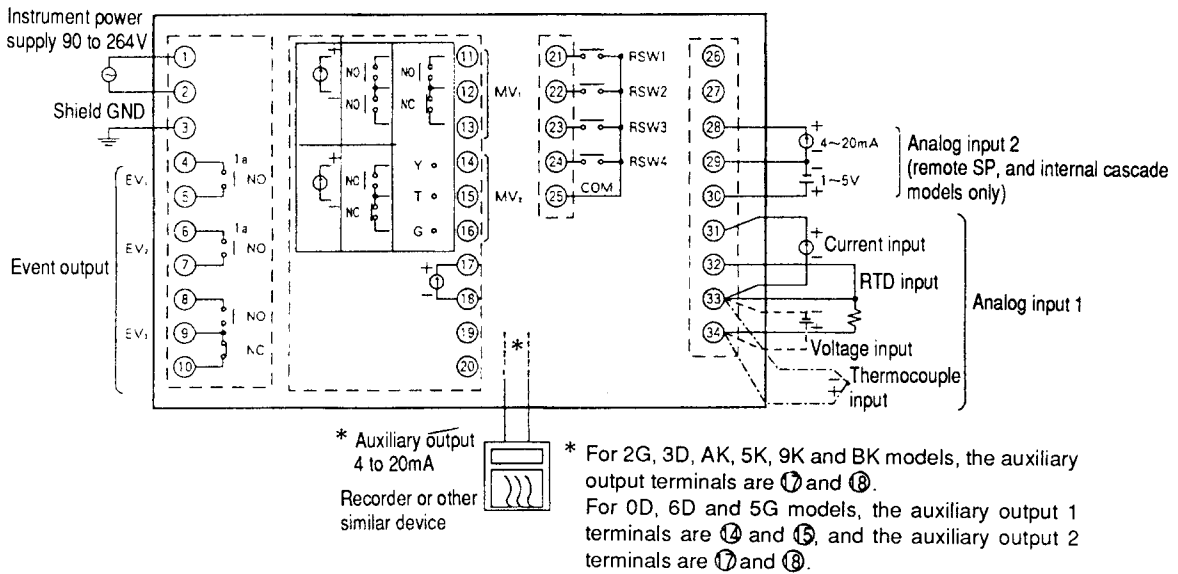 Instrument power
supply 90 to 264V
Shield GND
Event output
1
2
3
4
5
6
7
8
9
10
EV₁
EV₂
EV₃
1a
NO
1a
NO
NO
NC
+
NO
NO
NO
NC
+
NO
NC
Y
T
G
11
12
13
14
15
16
17
18
19
20
MV₁
MV₂
+
−
*
21
22
23
24
25
RSW1
RSW2
RSW3
RSW4
COM
26
27
28
29
30
31
32
33
34
+
4~20mA
−
1~5V
+
Analog input 2
(remote SP, and internal cascade
models only)
+
Current input
−
RTD input
Analog input 1
−
+
Voltage input
Thermocouple
input
−
+
* Auxiliary output
4 to 20mA
Recorder or other
similar device
* For 2G, 3D, AK, 5K, 9K and BK models, the auxiliary
output terminals are ⑰ and ⑱.
For 0D, 6D and 5G models, the auxiliary output 1
terminals are ⑭ and ⑮, and the auxiliary output 2
terminals are ⑰ and ⑱.